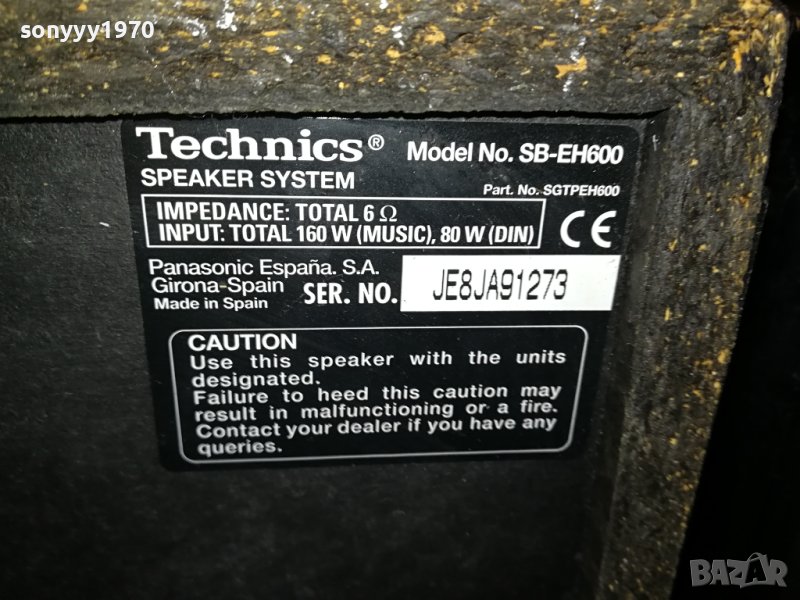 sonyyy1970
Technics® Model No. SB-EH600
SPEAKER SYSTEM Part. No. SGTPEH600
IMPEDANCE: TOTAL 6 Ω
INPUT: TOTAL 160 W (MUSIC), 80 W (DIN)
CE
Panasonic España. S.A.
Girona-Spain
Made in Spain
SER. NO. JE8JA91273
CAUTION
Use this speaker with the units
designated.
Failure to heed this caution may
result in malfunctioning or a fire.
Contact your dealer if you have any
queries.
BAZAR